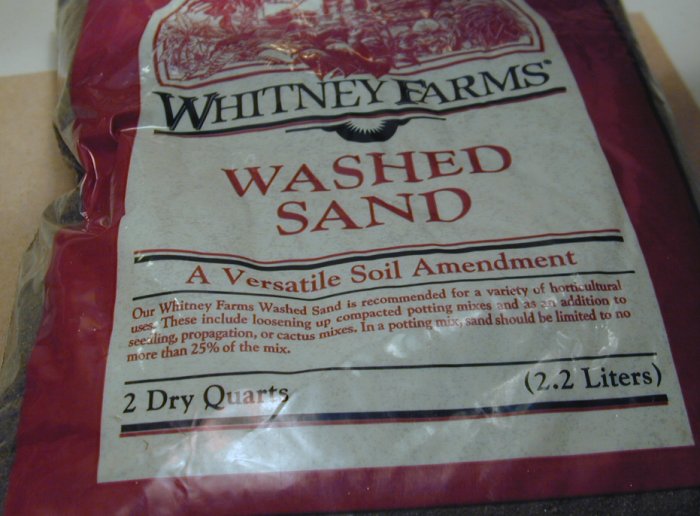 WHITNEY FARMS®
WASHED
SAND
A Versatile Soil Amendment
Our Whitney Farms Washed Sand is recommended for a variety of horticultural
uses. These include loosening up compacted potting mixes and as an addition to
seedling, propagation, or cactus mixes. In a potting mix, sand should be limited to no
more than 25% of the mix.
2 Dry Quarts (2.2 Liters)